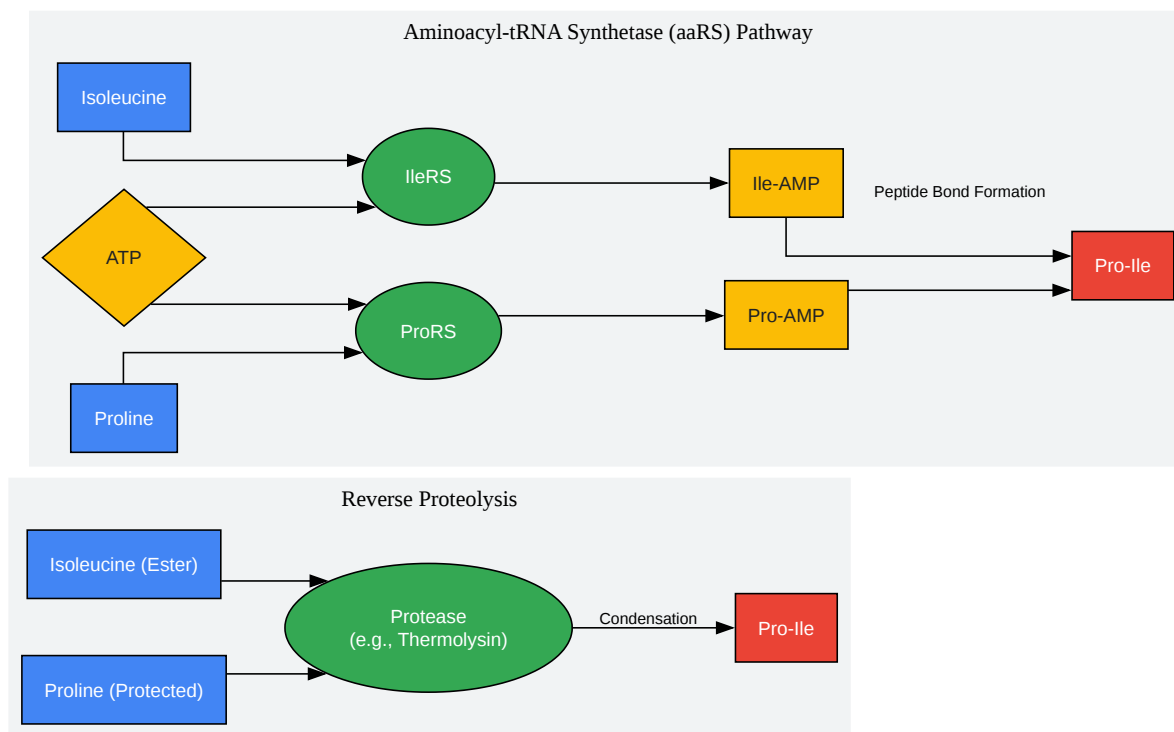 Aminoacyl-tRNA Synthetase (aaRS) Pathway
Isoleucine
IleRS
Ile-AMP
Peptide Bond Formation
ATP
Pro-Ile
ProRS
Pro-AMP
Proline
Reverse Proteolysis
Isoleucine (Ester)
Protease
(e.g., Thermolysin)
Condensation
Pro-Ile
Proline (Protected)